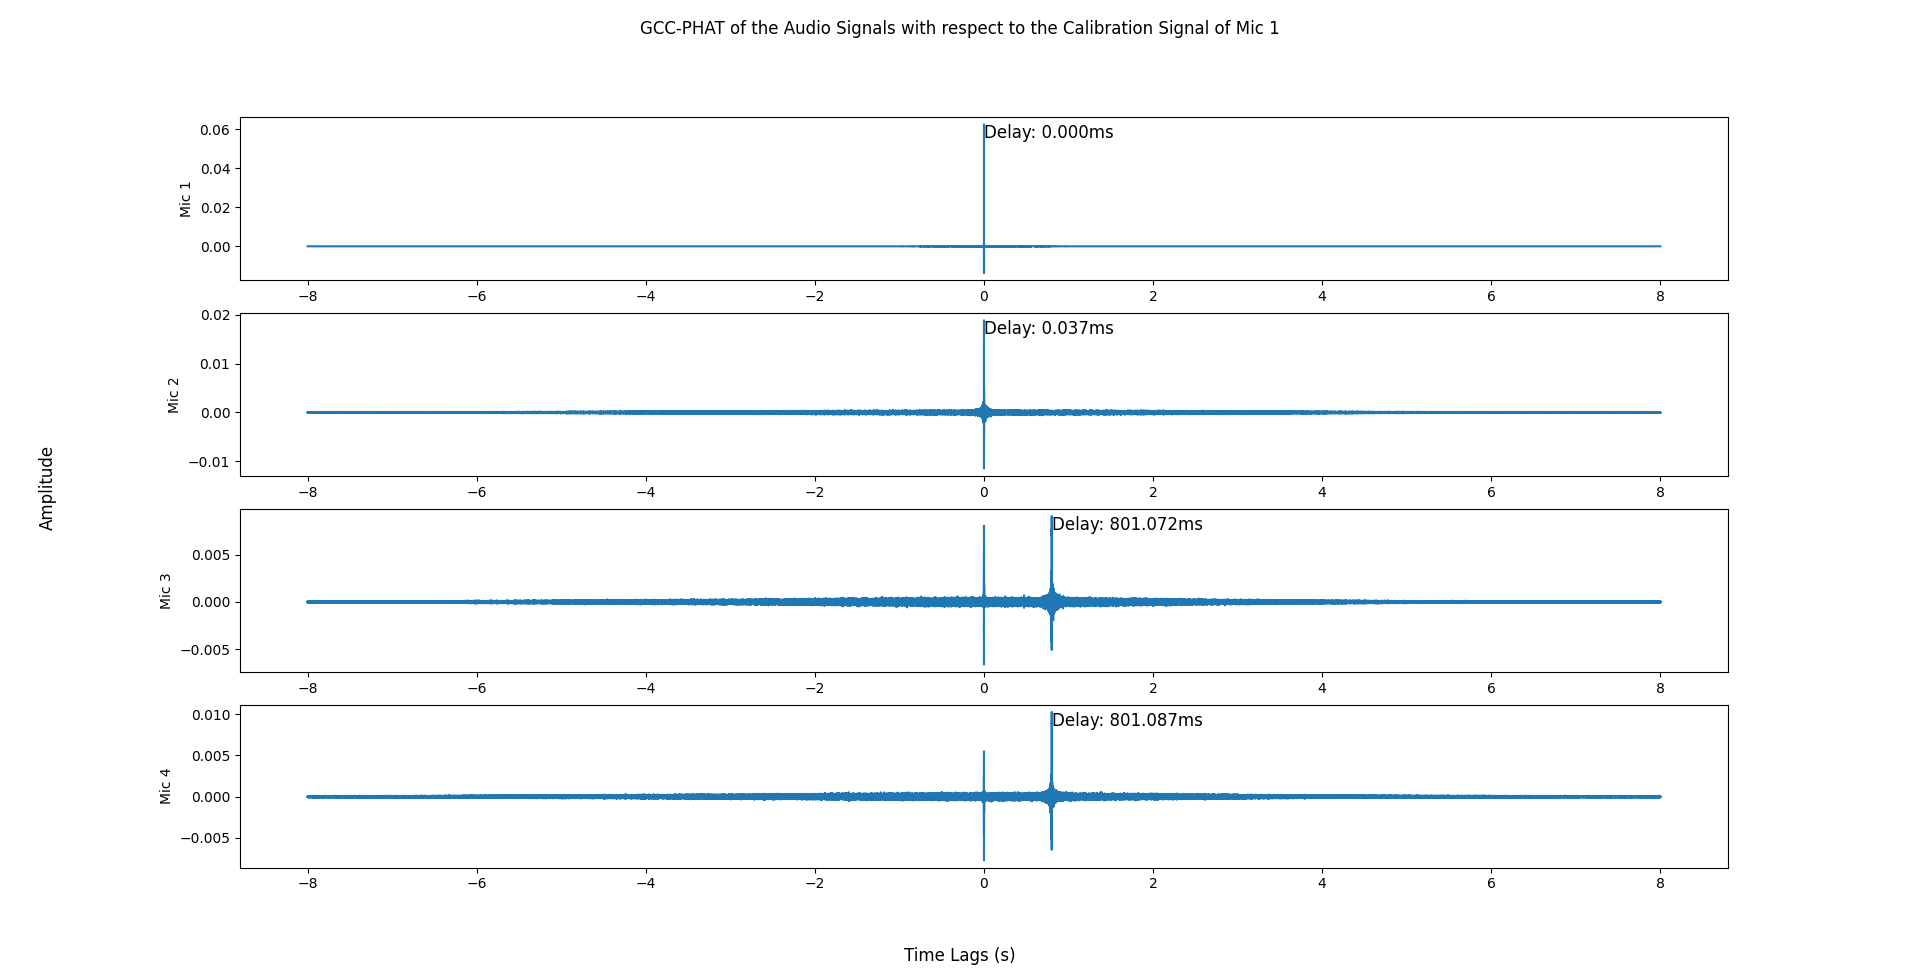 GCC-PHAT of the Audio Signals with respect to the Calibration Signal of Mic 1
Amplitude
Mic 1
0.06
0.04
0.02
0.00
Delay: 0.000ms
−8 −6 −4 −2 0 2 4 6 8
Mic 2
0.02
0.01
0.00
−0.01
Delay: 0.037ms
−8 −6 −4 −2 0 2 4 6 8
Mic 3
0.005
0.000
−0.005
Delay: 801.072ms
−8 −6 −4 −2 0 2 4 6 8
Mic 4
0.010
0.005
0.000
−0.005
Delay: 801.087ms
−8 −6 −4 −2 0 2 4 6 8
Time Lags (s)